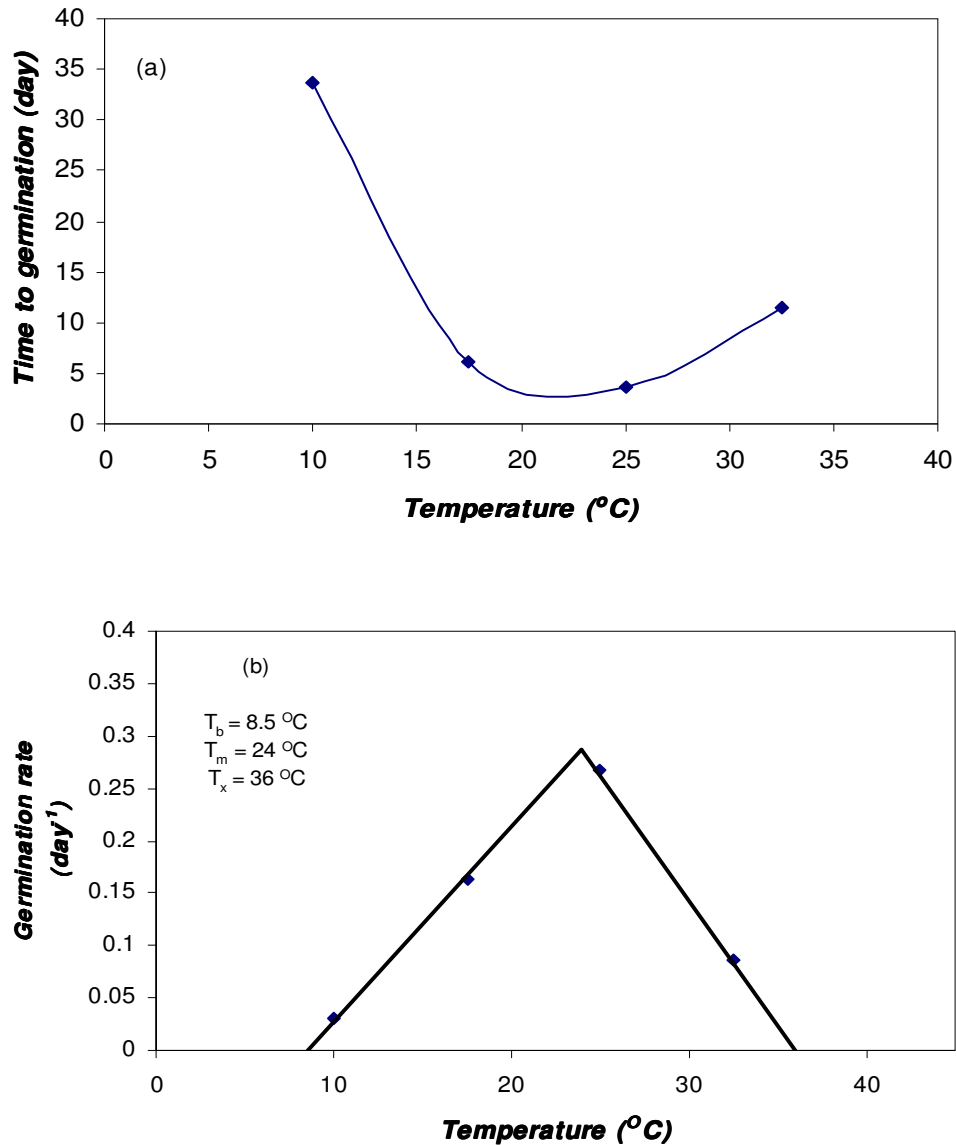 40
35
30
25
20
15
10
5
0
(a)
Time to germination (day)
0 5 10 15 20 25 30 35 40
Temperature (°C)
0.4
0.35
0.3
0.25
0.2
0.15
0.1
0.05
0
(b)
T_b = 8.5 °C
T_m = 24 °C
T_x = 36 °C
Germination rate
(day⁻¹)
0 10 20 30 40
Temperature (°C)